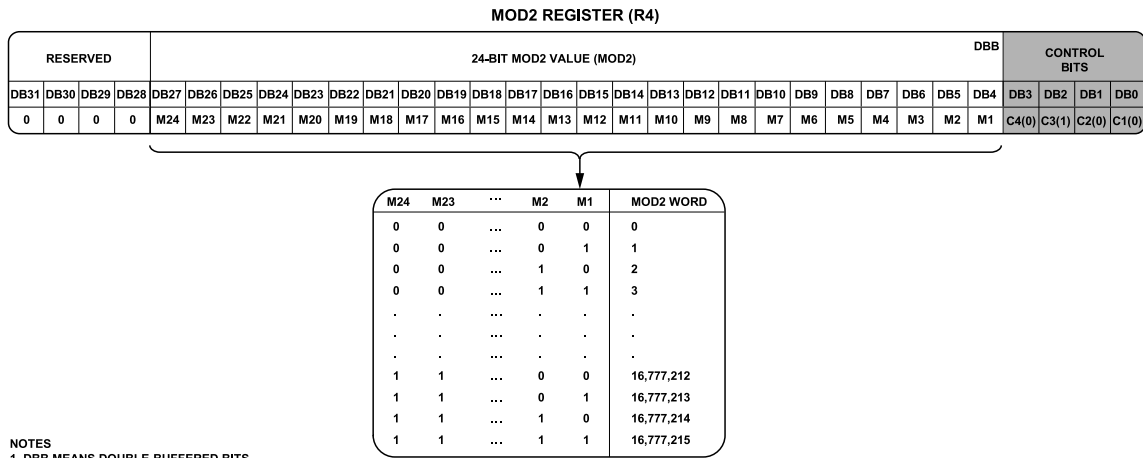 MOD2 REGISTER (R4)
RESERVED 24-BIT MOD2 VALUE (MOD2) DBB CONTROL BITS
DB31 DB30 DB29 DB28 DB27 DB26 DB25 DB24 DB23 DB22 DB21 DB20 DB19 DB18 DB17 DB16 DB15 DB14 DB13 DB12 DB11 DB10 DB9 DB8 DB7 DB6 DB5 DB4 DB3 DB2 DB1 DB0
0 0 0 0 M24 M23 M22 M21 M20 M19 M18 M17 M16 M15 M14 M13 M12 M11 M10 M9 M8 M7 M6 M5 M4 M3 M2 M1 C4(0) C3(1) C2(0) C1(0)
M24 M23 ... M2 M1 MOD2 WORD
0 0 ... 0 0 0
0 0 ... 0 1 1
0 0 ... 1 0 2
0 0 ... 1 1 3
. . ... . . .
. . ... . . .
. . ... . . .
1 1 ... 0 0 16,777,212
1 1 ... 0 1 16,777,213
1 1 ... 1 0 16,777,214
1 1 ... 1 1 16,777,215
NOTES
1. DBB MEANS DOUBLE BUFFERED BITS.